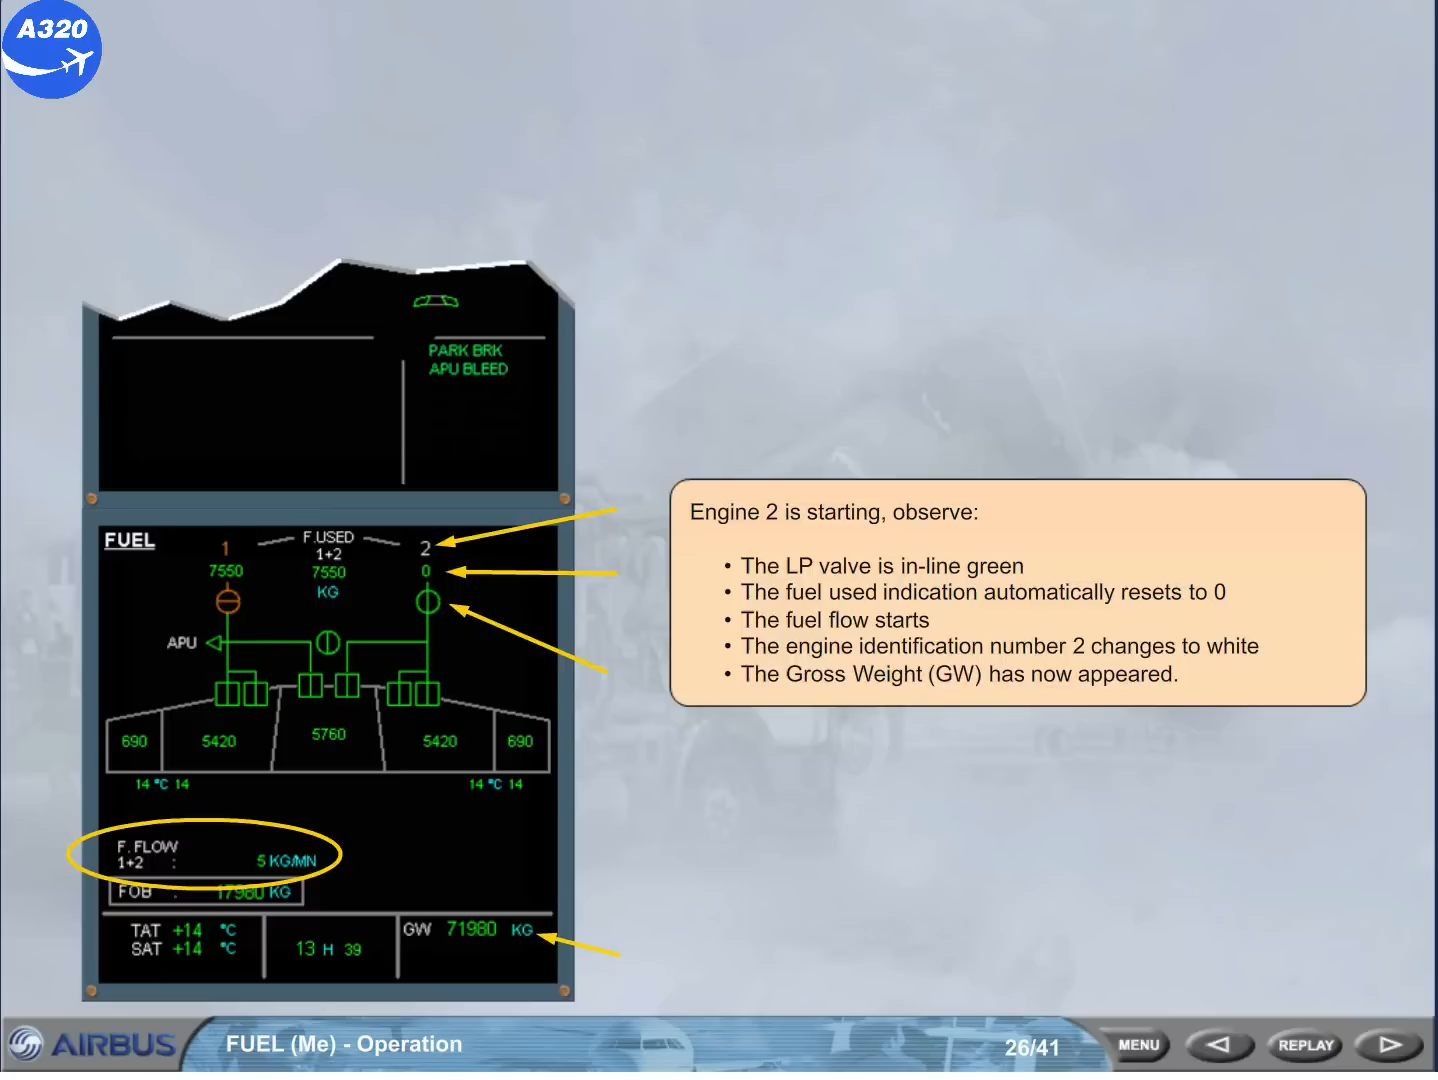 A320
PARK BRK
APU BLEED
FUEL
F.USED
1 2
1+2
7550 7550 0
KG
APU
690 5420 5760 5420 690
14 °C 14 14 °C 14
F.FLOW
1+2 : 5 KG/MN
FOB : 17980 KG
TAT +14 °C
SAT +14 °C
13 H 39
GW 71980 KG
Engine 2 is starting, observe:
• The LP valve is in-line green
• The fuel used indication automatically resets to 0
• The fuel flow starts
• The engine identification number 2 changes to white
• The Gross Weight (GW) has now appeared.
AIRBUS
FUEL (Me) - Operation
26/41
MENU
REPLAY